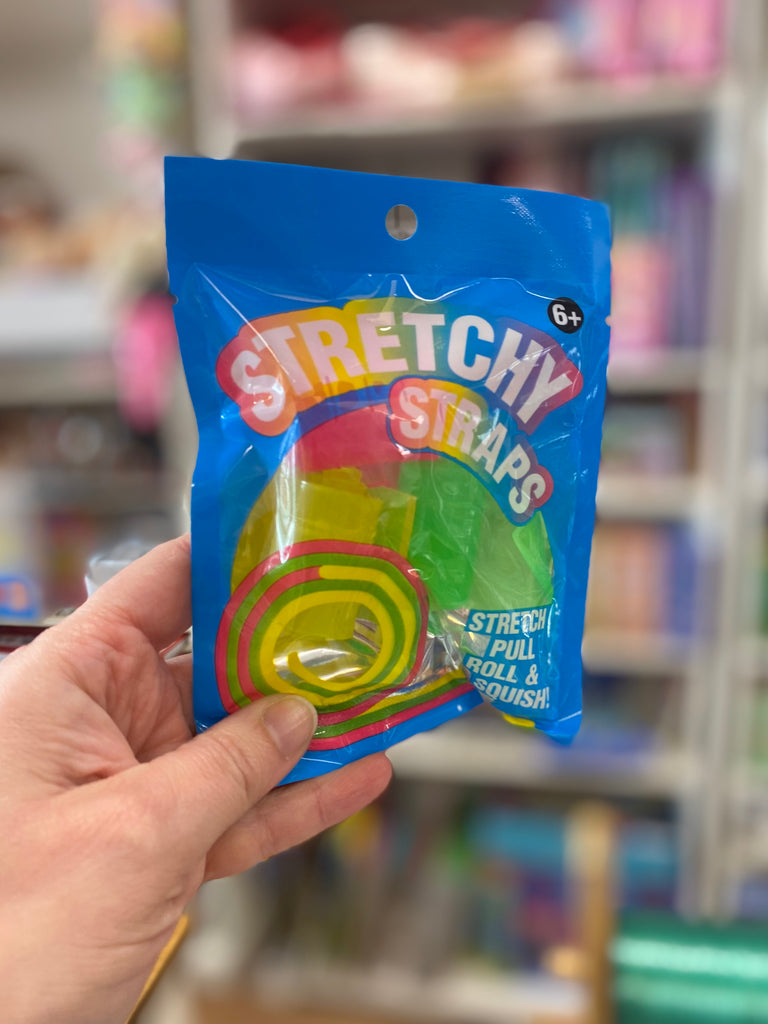 6+
STRETCHY
STRAPS
STRETCH
PULL
ROLL &
SQUISH!